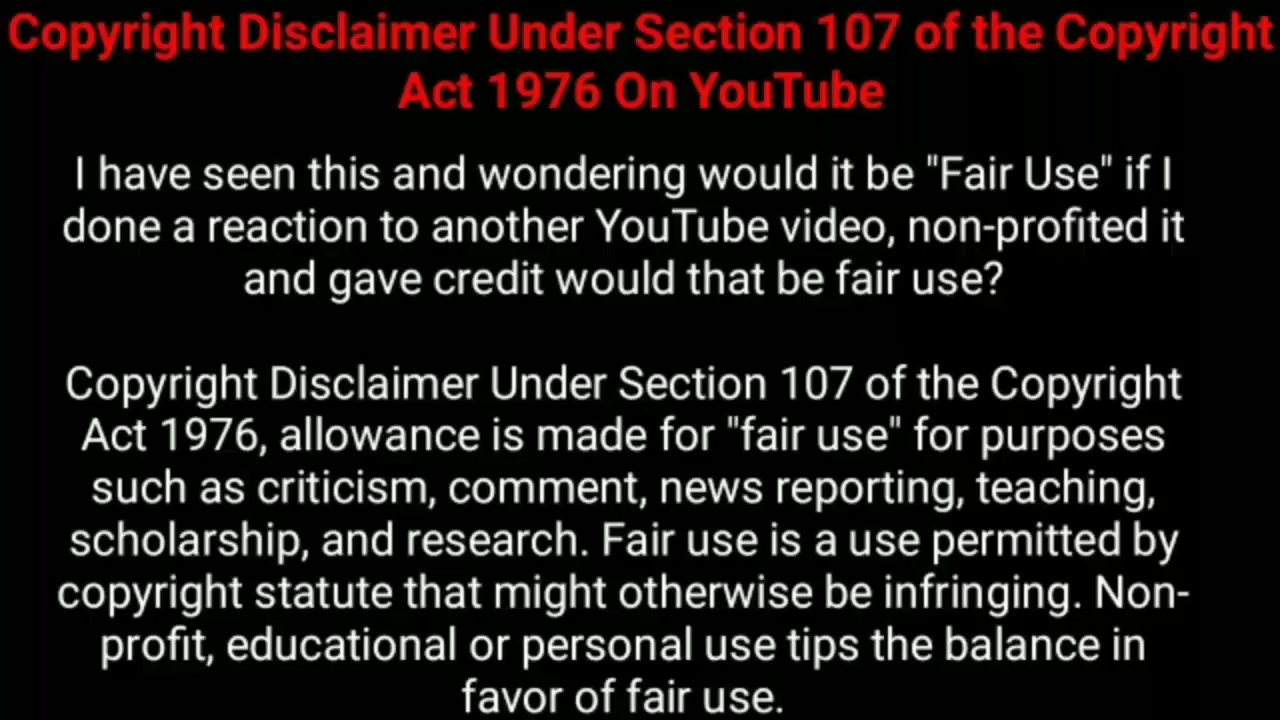 Copyright Disclaimer Under Section 107 of the Copyright
Act 1976 On YouTube
I have seen this and wondering would it be "Fair Use" if I
done a reaction to another YouTube video, non-profited it
and gave credit would that be fair use?
Copyright Disclaimer Under Section 107 of the Copyright
Act 1976, allowance is made for "fair use" for purposes
such as criticism, comment, news reporting, teaching,
scholarship, and research. Fair use is a use permitted by
copyright statute that might otherwise be infringing. Non-
profit, educational or personal use tips the balance in
favor of fair use.